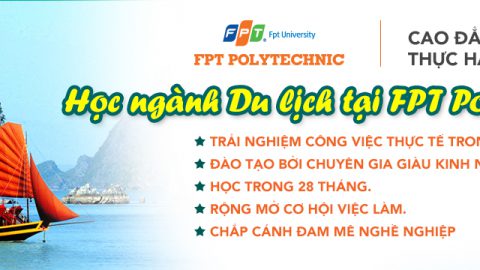 FPT. Fpt University
FPT POLYTECHNIC
CAO ĐẲ
THỰC HÀ
Học ngành Du lịch tại FPT Po
TRẢI NGHIỆM CÔNG VIỆC THỰC TẾ TRON
ĐÀO TẠO BỞI CHUYÊN GIA GIÀU KINH N
HỌC TRONG 28 THÁNG.
RỘNG MỞ CƠ HỘI VIỆC LÀM.
CHẮP CÁNH ĐAM MÊ NGHỀ NGHIỆP